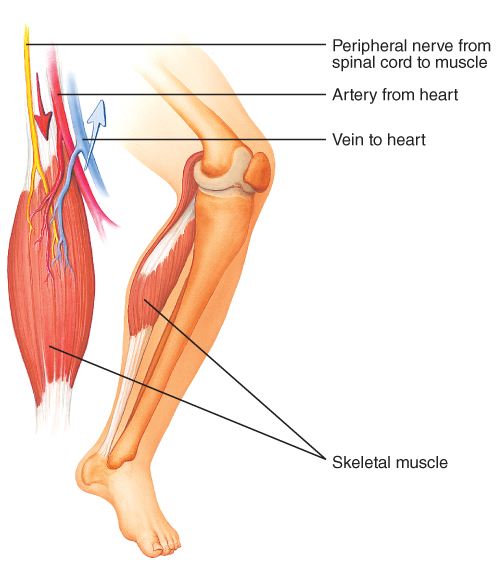 Peripheral nerve from
spinal cord to muscle
Artery from heart
Vein to heart
Skeletal muscle